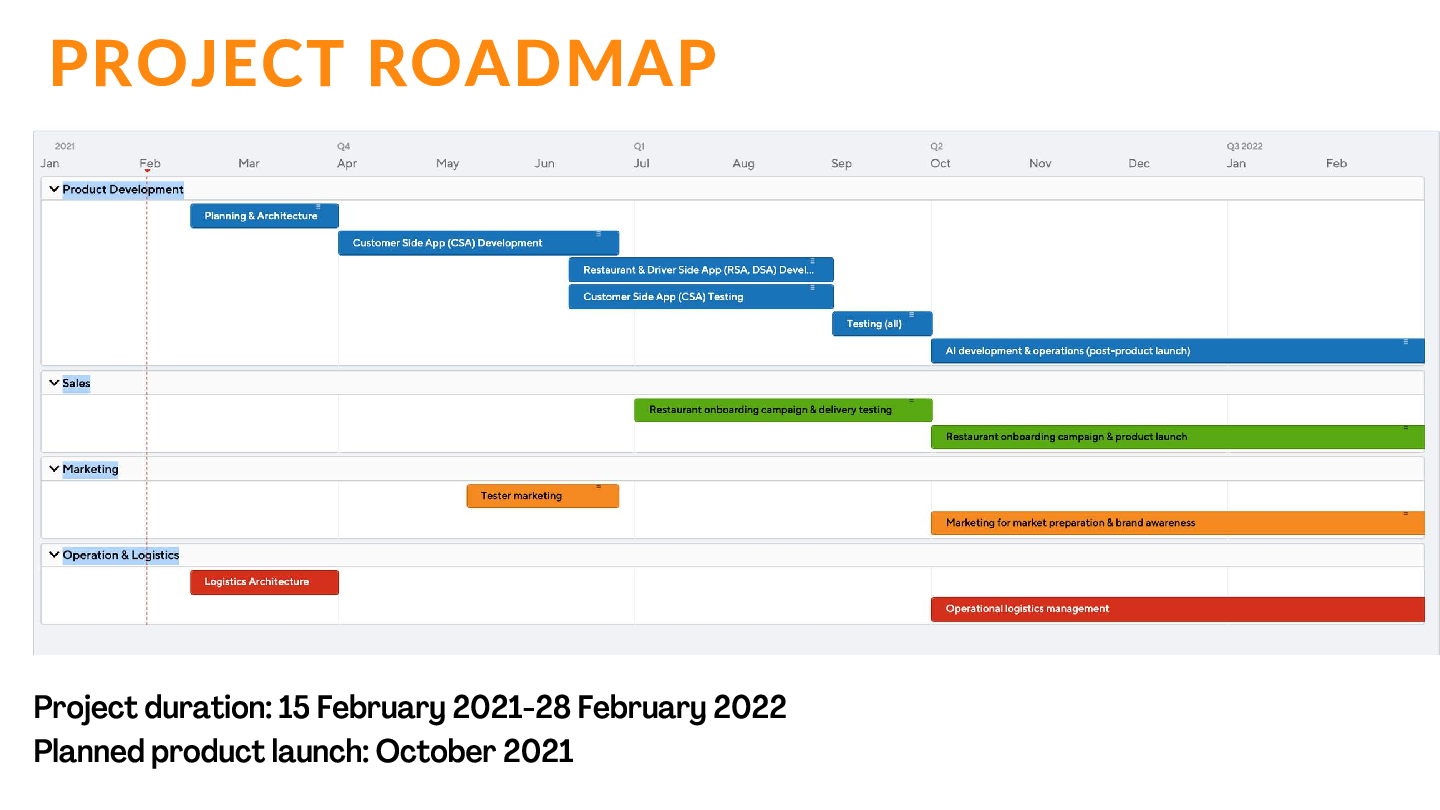 PROJECT ROADMAP
2021 Q4 Q1 Q2 Q3 2022
Jan Feb Mar Apr May Jun Jul Aug Sep Oct Nov Dec Jan Feb
Product Development
Planning & Architecture
Customer Side App (CSA) Development
Restaurant & Driver Side App (RSA, DSA) Devel...
Customer Side App (CSA) Testing
Testing (all)
AI development & operations (post-product launch)
Sales
Restaurant onboarding campaign & delivery testing
Restaurant onboarding campaign & product launch
Marketing
Tester marketing
Marketing for market preparation & brand awareness
Operation & Logistics
Logistics Architecture
Operational logistics management
Project duration: 15 February 2021-28 February 2022
Planned product launch: October 2021